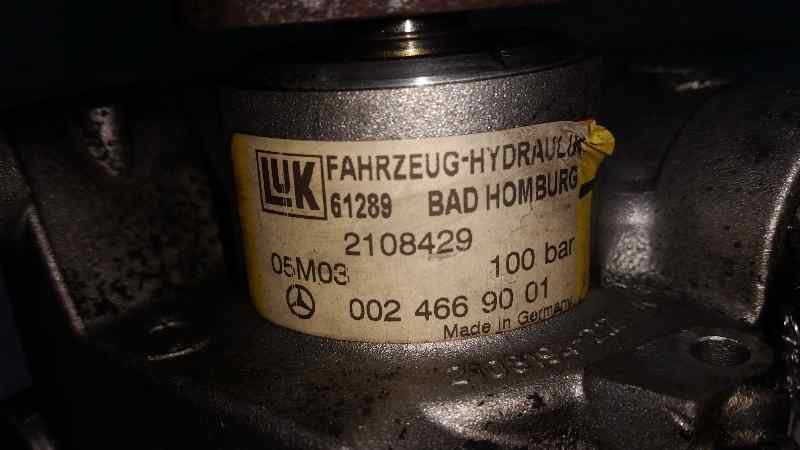 LuK FAHRZEUG-HYDRAULIK
61289 BAD HOMBURG
2108429
05M03 100 bar
002 466 90 01
Made in Germany